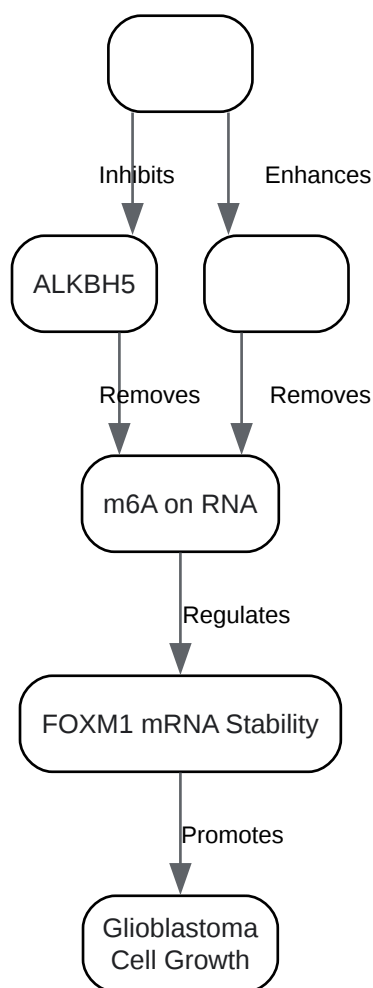 Inhibits
Enhances
ALKBH5
Removes
Removes
m6A on RNA
Regulates
FOXM1 mRNA Stability
Promotes
Glioblastoma
Cell Growth